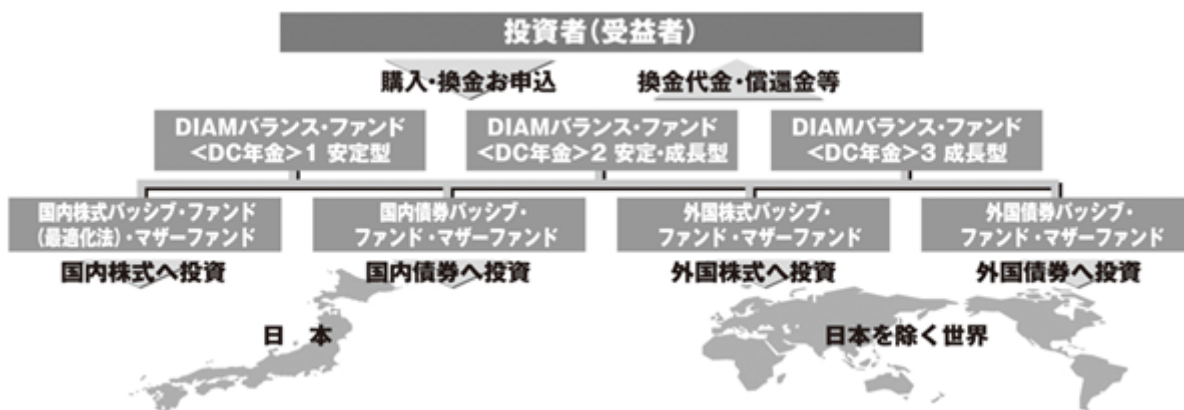 投資者(受益者)
購入・換金お申込
換金代金・償還金等
DIAMバランス・ファンド
<DC年金>1 安定型
DIAMバランス・ファンド
<DC年金>2 安定・成長型
DIAMバランス・ファンド
<DC年金>3 成長型
国内株式パッシブ・ファンド
(最適化法)・マザーファンド
国内債券パッシブ・
ファンド・マザーファンド
外国株式パッシブ・
ファンド・マザーファンド
外国債券パッシブ・
ファンド・マザーファンド
国内株式へ投資
国内債券へ投資
外国株式へ投資
外国債券へ投資
日 本
日本を除く世界